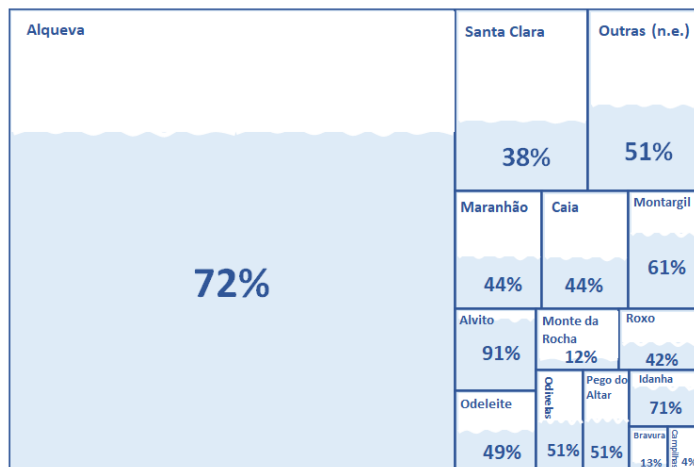 Alqueva
72%
Santa Clara
38%
Outras (n.e.)
51%
Maranhão
44%
Caia
44%
Montargil
61%
Alvito
91%
Monte da
Rocha
12%
Roxo
42%
Odeleite
49%
Odivelas
51%
Pego do
Altar
51%
Idanha
71%
Bravura
13%
4%